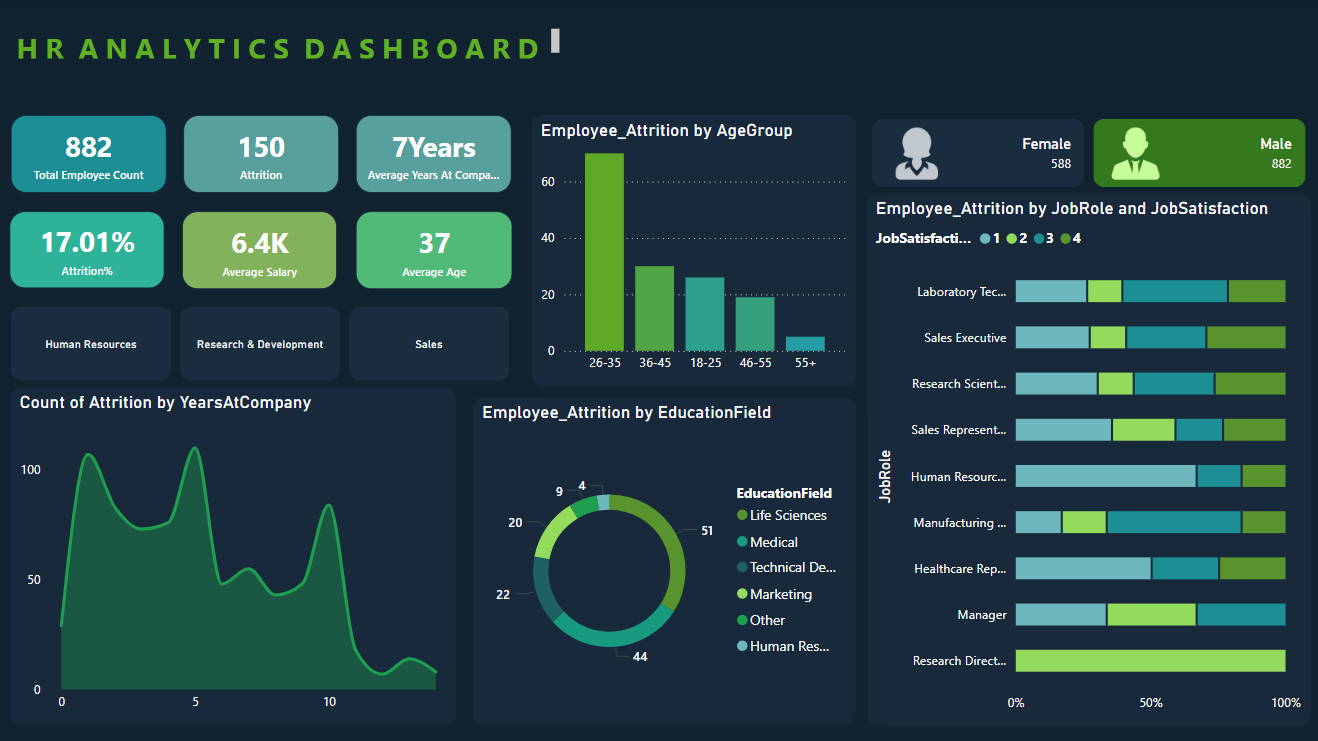 HR ANALYTICS DASHBOARD
882
Total Employee Count
150
Attrition
7Years
Average Years At Compa...
17.01%
Attrition%
6.4K
Average Salary
37
Average Age
Human Resources
Research & Development
Sales
Employee_Attrition by AgeGroup
60
40
20
0
26-35 36-45 18-25 46-55 55+
Female
588
Male
882
Count of Attrition by YearsAtCompany
100
50
0
0 5 10
Employee_Attrition by EducationField
51
44
22
20
9
4
EducationField
Life Sciences
Medical
Technical De...
Marketing
Other
Human Res...
Employee_Attrition by JobRole and JobSatisfaction
JobSatisfacti... 1 2 3 4
JobRole
Laboratory Tec...
Sales Executive
Research Scient...
Sales Represent...
Human Resourc...
Manufacturing ...
Healthcare Rep...
Manager
Research Direct...
0% 50% 100%